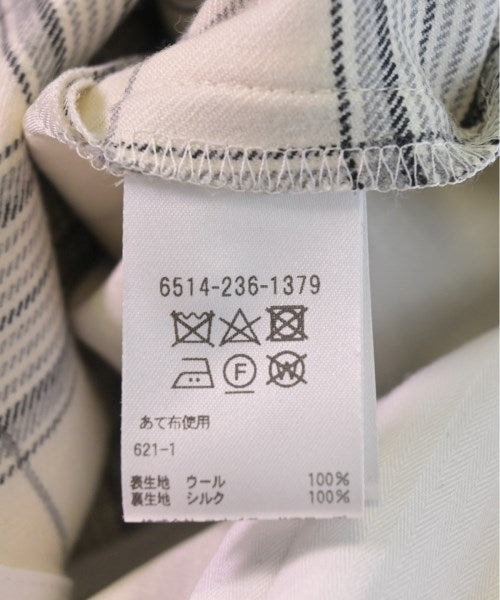 6514-236-1379
F
W
あて布使用
621-1
表生地 ウール 100%
裏生地 シルク 100%